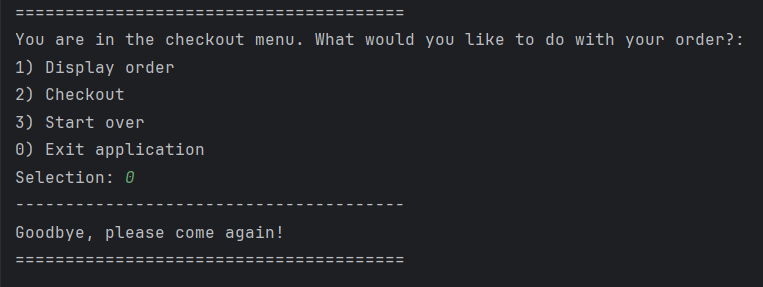 =======================================
You are in the checkout menu. What would you like to do with your order?:
1) Display order
2) Checkout
3) Start over
0) Exit application
Selection: 0
---------------------------------------
Goodbye, please come again!
=======================================